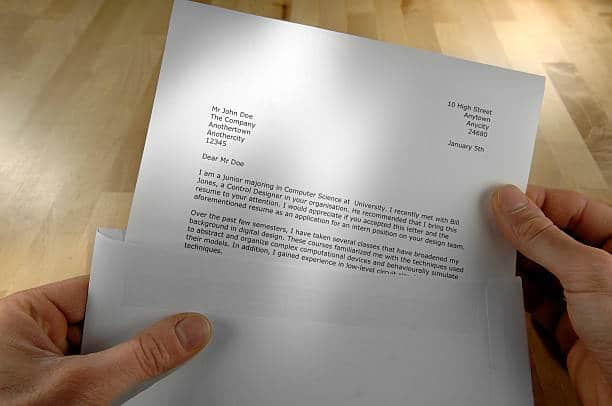 10 High Street
Anytown
Anycity
24680
January 5th
Mr John Doe
The Company
Anothertown
Anothercity
12345
Dear Mr Doe
I am a junior majoring in Computer Science at University. I recently met with Bill
Jones, a Control Designer in your organisation. He recommended that I bring this
resume to your attention. I would appreciate if you accepted this letter and the
aforementioned resume as an application for an intern position on your design team.
Over the past few semesters, I have taken several classes that have broadened my
background in digital design. These courses familiarized me with the techniques used
to abstract and organize complex computational devices and behaviourally simulate
their models. In addition, I gained experience in low-level circuit
techniques.